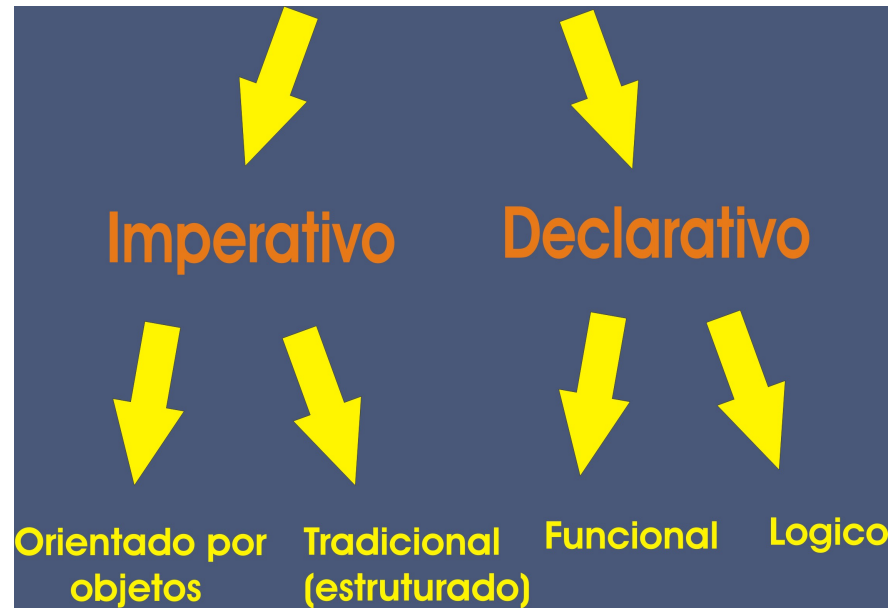 Imperativo
Declarativo
Orientado por
objetos
Tradicional
(estruturado)
Funcional
Logico